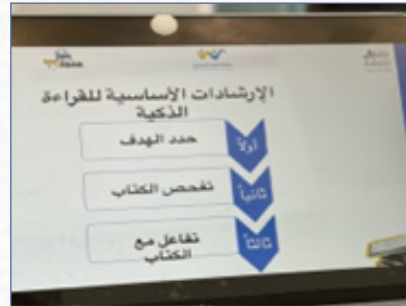 الإرشادات الأساسية للقراءة
الذكية
أولاً
حدد الهدف
ثانياً
تفحص الكتاب
ثالثاً
تفاعل مع
الكتاب